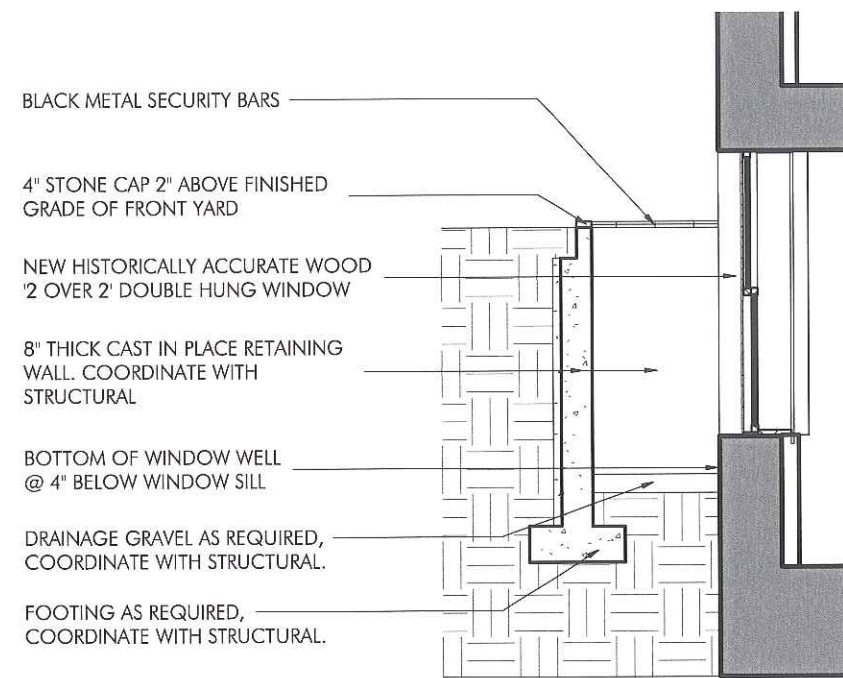 BLACK METAL SECURITY BARS
4" STONE CAP 2" ABOVE FINISHED
GRADE OF FRONT YARD
NEW HISTORICALLY ACCURATE WOOD
'2 OVER 2' DOUBLE HUNG WINDOW
8" THICK CAST IN PLACE RETAINING
WALL. COORDINATE WITH
STRUCTURAL
BOTTOM OF WINDOW WELL
@ 4" BELOW WINDOW SILL
DRAINAGE GRAVEL AS REQUIRED,
COORDINATE WITH STRUCTURAL.
FOOTING AS REQUIRED,
COORDINATE WITH STRUCTURAL.